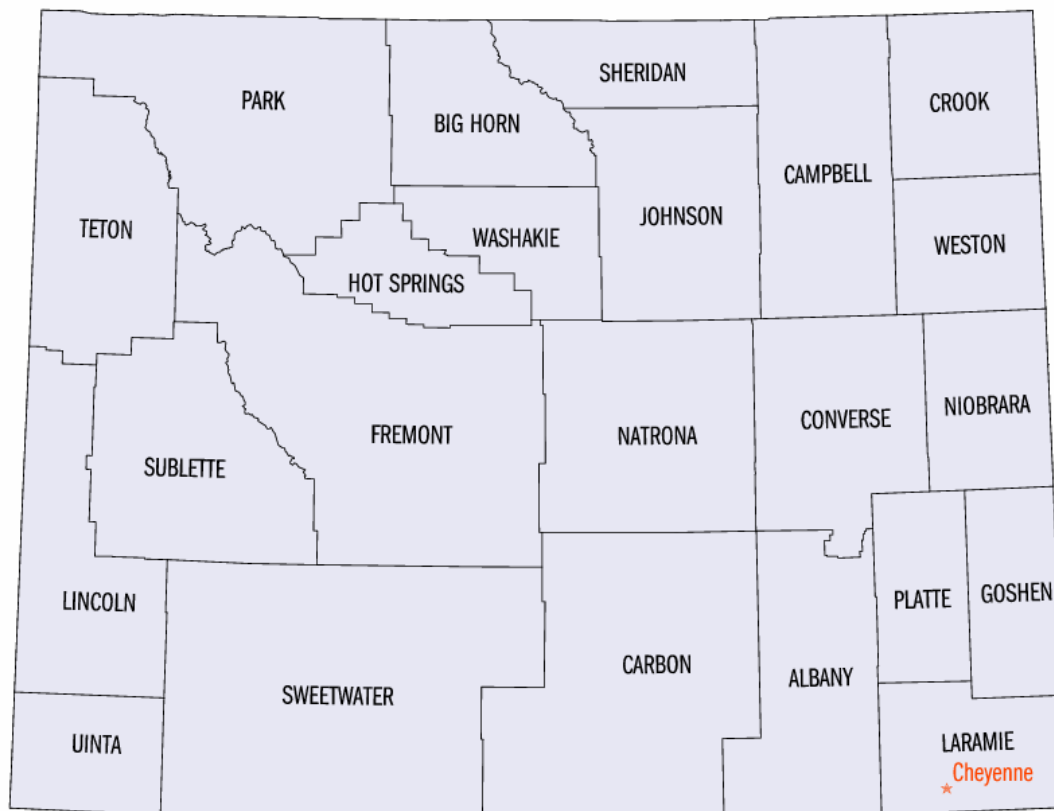 PARK
BIG HORN
SHERIDAN
CAMPBELL
CROOK
TETON
WASHAKIE
JOHNSON
WESTON
HOT SPRINGS
FREMONT
NATRONA
CONVERSE
NIOBRARA
SUBLETTE
LINCOLN
SWEETWATER
CARBON
ALBANY
PLATTE
GOSHEN
UINTA
LARAMIE
Cheyenne